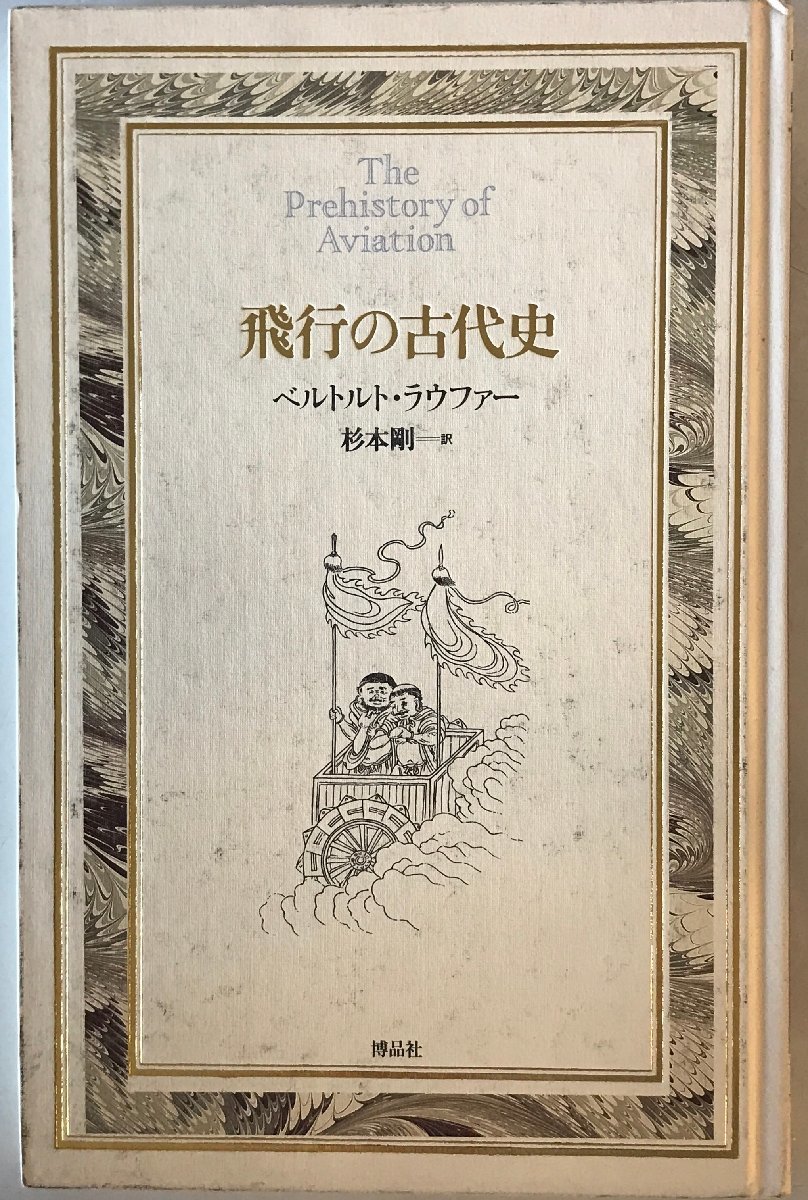 The
Prehistory of
Aviation
飛行の古代史
ベルトルト・ラウファー
杉本剛─訳
博品社